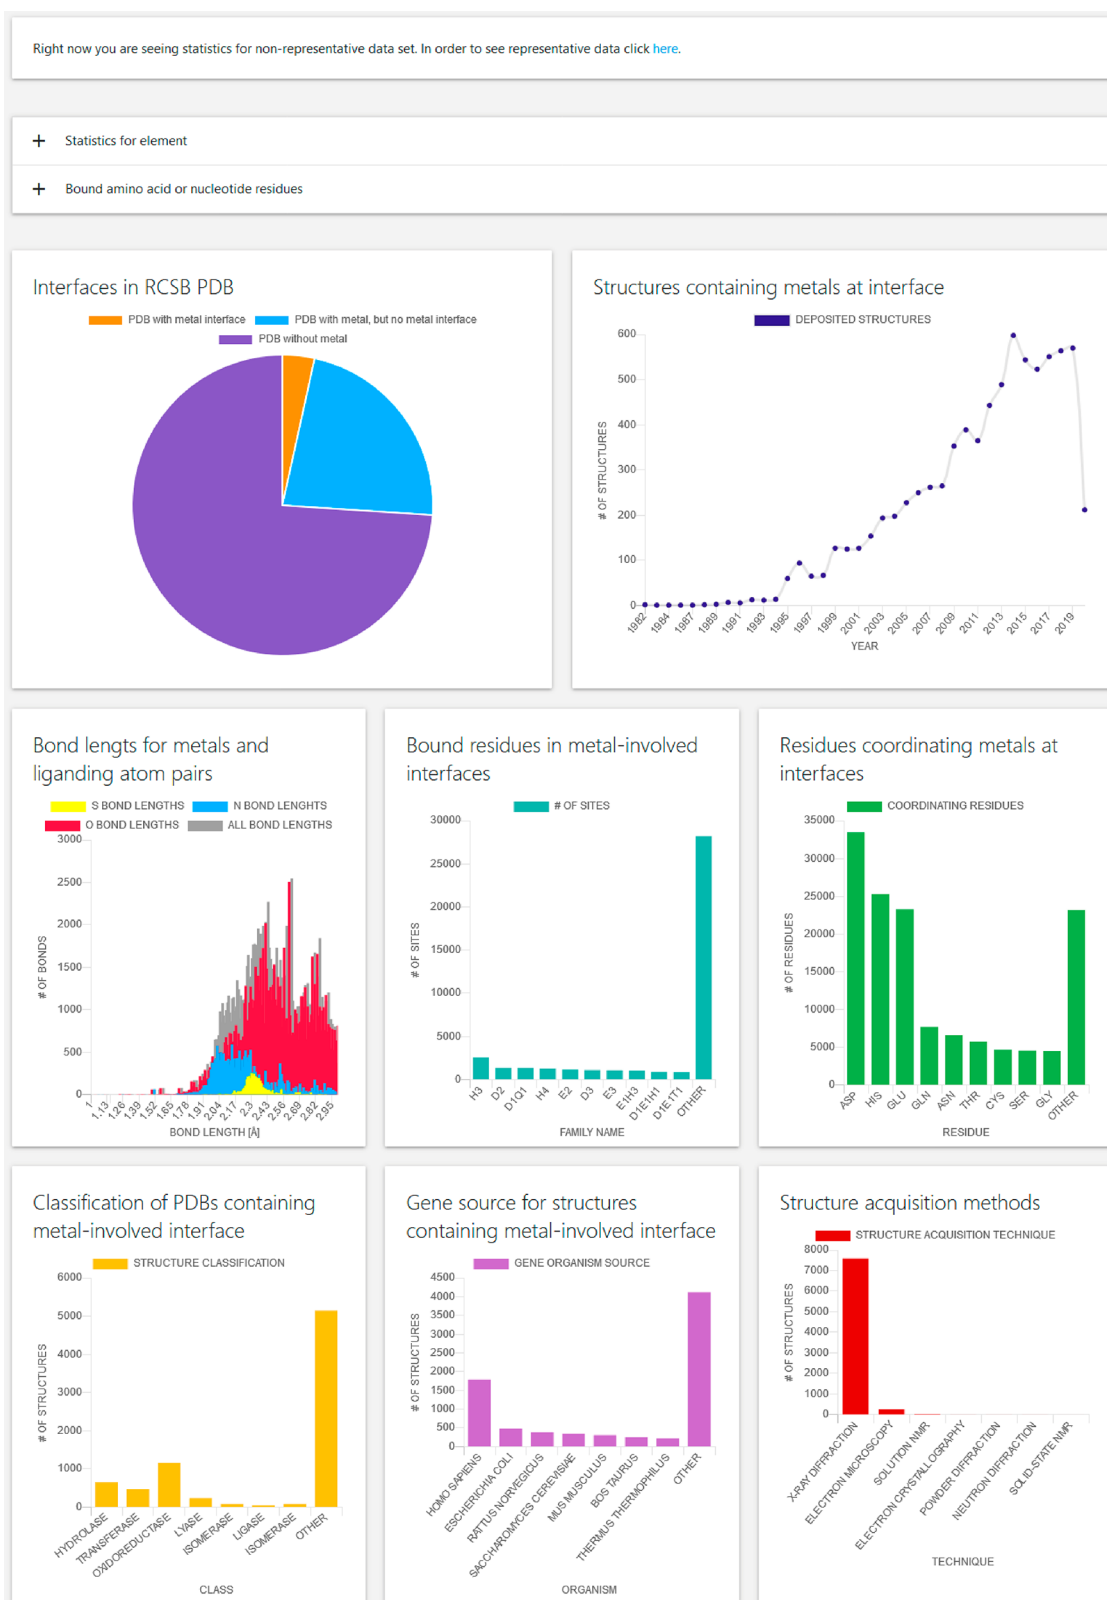 Right now you are seeing statistics for non-representative data set. In order to see representative data click here.
+ Statistics for element
+ Bound amino acid or nucleotide residues
Interfaces in RCSB PDB
PDB with metal interface PDB with metal, but no metal interface
PDB without metal
Structures containing metals at interface
DEPOSITED STRUCTURES
# OF STRUCTURES
600
500
400
300
200
100
0
1982 1984 1987 1989 1991 1993 1995 1997 1999 2001 2003 2005 2007 2009 2011 2013 2015 2017 2019
YEAR
Bond lengts for metals and
liganding atom pairs
S BOND LENGTHS N BOND LENGHTS
O BOND LENGTHS ALL BOND LENGTHS
# OF BONDS
3000
2500
2000
1500
1000
500
0
1 1.13 1.26 1.39 1.52 1.65 1.78 1.91 2.04 2.17 2.3 2.43 2.56 2.69 2.82 2.95
BOND LENGTH [Å]
Bound residues in metal-involved
interfaces
# OF SITES
# OF SITES
30000
25000
20000
15000
10000
5000
0
H3 D2 D1Q1 H4 E2 D3 E3 E1H3 D1E1H1 D1E1T1 OTHER
FAMILY NAME
Residues coordinating metals at
interfaces
COORDINATING RESIDUES
# OF RESIDUES
35000
30000
25000
20000
15000
10000
5000
0
ASP HIS GLU GLN ASN THR CYS SER GLY OTHER
RESIDUE
Classification of PDBs containing
metal-involved interface
STRUCTURE CLASSIFICATION
# OF STRUCTURES
6000
5000
4000
3000
2000
1000
0
HYDROLASE TRANSFERASE OXIDOREDUCTASE LYASE ISOMERASE LIGASE ISOMERASE OTHER
CLASS
Gene source for structures
containing metal-involved interface
GENE ORGANISM SOURCE
# OF STRUCTURES
4500
4000
3500
3000
2500
2000
1500
1000
500
0
HOMO SAPIENS ESCHERICHIA COLI RATTUS NORVEGICUS SACCHAROMYCES CEREVISIAE MUS MUSCULUS BOS TAURUS THERMUS THERMOPHILUS OTHER
ORGANISM
Structure acquisition methods
STRUCTURE ACQUISITION TECHNIQUE
# OF STRUCTURES
8000
7000
6000
5000
4000
3000
2000
1000
0
X-RAY DIFFRACTION ELECTRON MICROSCOPY SOLUTION NMR ELECTRON CRYSTALLOGRAPHY POWDER DIFFRACTION NEUTRON DIFFRACTION SOLID-STATE NMR
TECHNIQUE